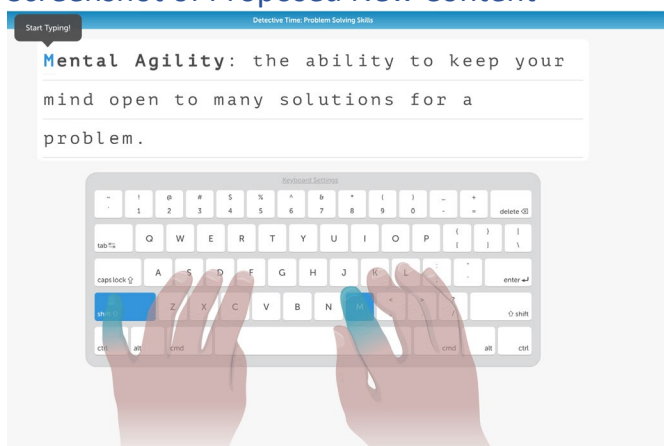 Screenshot of Proposed New Content
Detective Time: Problem Solving Skills
Start Typing!
Mental Agility: the ability to keep your
mind open to many solutions for a
problem.
Keyboard Settings
~ ! @ # $ % ^ & * ( ) _ +
` 1 2 3 4 5 6 7 8 9 0 - = delete
tab Q W E R T Y U I O P { } |
[ ] \
caps lock A S D F G H J K L : "
; ' enter
shift Z X C V B N M < > ?
/ shift
ctrl alt cmd cmd alt ctrl